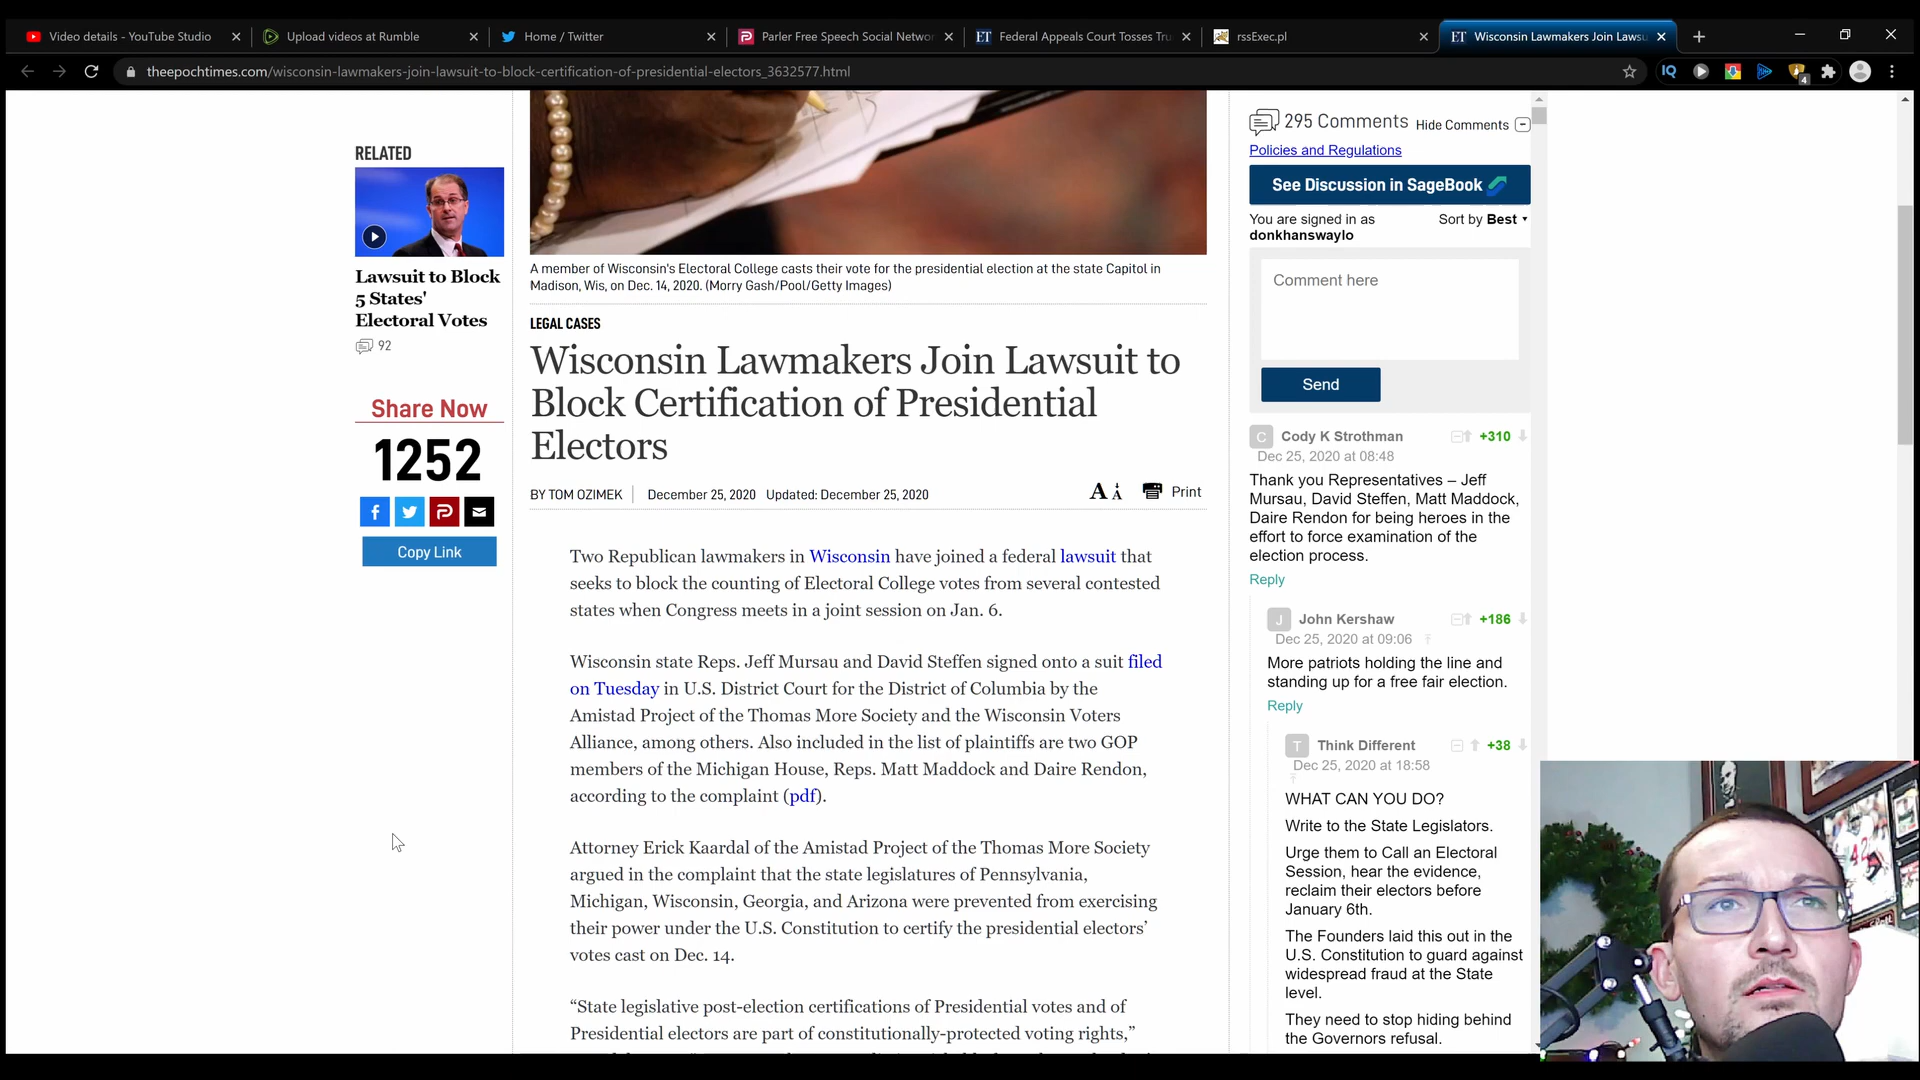 Video details - YouTube Studio
Upload videos at Rumble
Home / Twitter
Parler Free Speech Social Networ
ET Federal Appeals Court Tosses Tru
rssExec.pl
ET Wisconsin Lawmakers Join Lawsu
theepochtimes.com/wisconsin-lawmakers-join-lawsuit-to-block-certification-of-presidential-electors_3632577.html
IQ
4
RELATED
Lawsuit to Block
5 States'
Electoral Votes
92
Share Now
1252
Copy Link
A member of Wisconsin's Electoral College casts their vote for the presidential election at the state Capitol in
Madison, Wis, on Dec. 14, 2020. (Morry Gash/Pool/Getty Images)
LEGAL CASES
Wisconsin Lawmakers Join Lawsuit to
Block Certification of Presidential
Electors
BY TOM OZIMEK
December 25, 2020 Updated: December 25, 2020
A A Print
Two Republican lawmakers in Wisconsin have joined a federal lawsuit that
seeks to block the counting of Electoral College votes from several contested
states when Congress meets in a joint session on Jan. 6.
Wisconsin state Reps. Jeff Mursau and David Steffen signed onto a suit filed
on Tuesday in U.S. District Court for the District of Columbia by the
Amistad Project of the Thomas More Society and the Wisconsin Voters
Alliance, among others. Also included in the list of plaintiffs are two GOP
members of the Michigan House, Reps. Matt Maddock and Daire Rendon,
according to the complaint (pdf).
Attorney Erick Kaardal of the Amistad Project of the Thomas More Society
argued in the complaint that the state legislatures of Pennsylvania,
Michigan, Wisconsin, Georgia, and Arizona were prevented from exercising
their power under the U.S. Constitution to certify the presidential electors’
votes cast on Dec. 14.
“State legislative post-election certifications of Presidential votes and of
Presidential electors are part of constitutionally-protected voting rights,”
295 Comments Hide Comments
Policies and Regulations
See Discussion in SageBook
You are signed in as
donkhanswaylo
Sort by Best
Comment here
Send
C Cody K Strothman +310
Dec 25, 2020 at 08:48
Thank you Representatives – Jeff
Mursau, David Steffen, Matt Maddock,
Daire Rendon for being heroes in the
effort to force examination of the
election process.
Reply
J John Kershaw +186
Dec 25, 2020 at 09:06
More patriots holding the line and
standing up for a free fair election.
Reply
T Think Different +38
Dec 25, 2020 at 18:58
WHAT CAN YOU DO?
Write to the State Legislators.
Urge them to Call an Electoral
Session, hear the evidence,
reclaim their electors before
January 6th.
The Founders laid this out in the
U.S. Constitution to guard against
widespread fraud at the State
level.
They need to stop hiding behind
the Governors refusal.
42